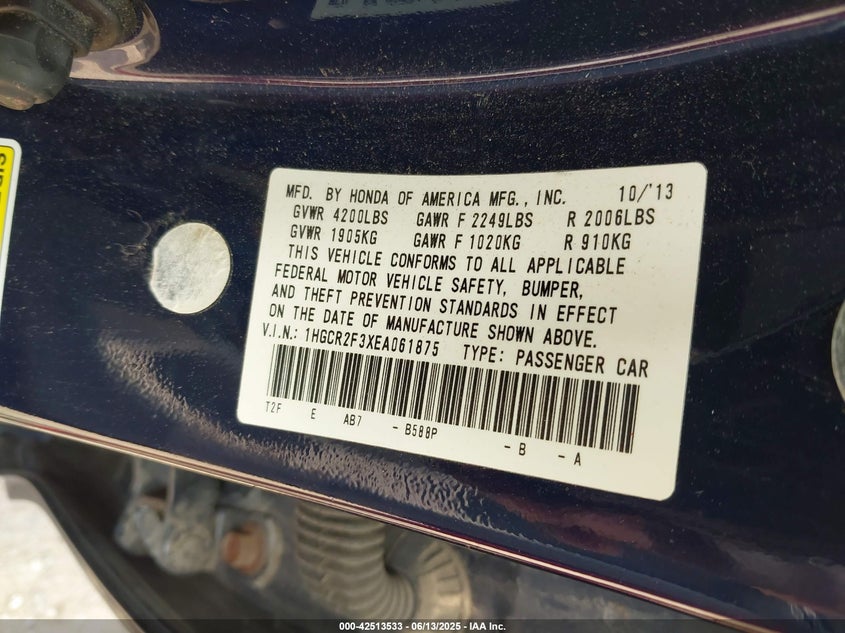 MFD. BY HONDA OF AMERICA MFG., INC. 10/'13
GVWR 4200LBS GAWR F 2249LBS R 2006LBS
GVWR 1905KG GAWR F 1020KG R 910KG
THIS VEHICLE CONFORMS TO ALL APPLICABLE
FEDERAL MOTOR VEHICLE SAFETY, BUMPER,
AND THEFT PREVENTION STANDARDS IN EFFECT
ON THE DATE OF MANUFACTURE SHOWN ABOVE.
V.I.N.: 1HGCR2F3XEA061875 TYPE: PASSENGER CAR
T2F E AB7 - B588P - B - A
000-42513533 - 06/13/2025 - IAA Inc.